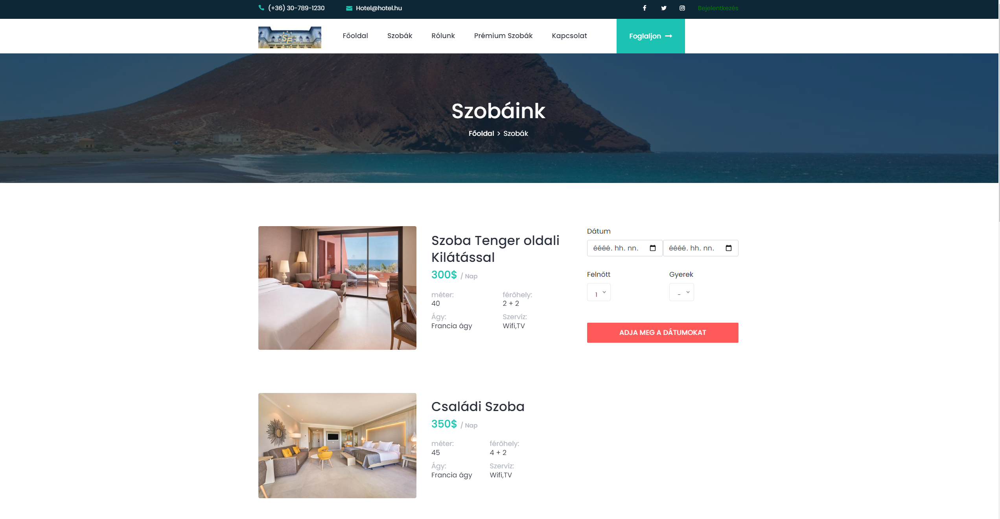 (+36) 30-789-1230
Hotel@hotel.hu
Bejelentkezés
SE
Főoldal
Szobák
Rólunk
Prémium Szobák
Kapcsolat
Foglaljon
Szobáink
Főoldal > Szobák
Szoba Tenger oldali
Kilátással
300$ / Nap
méter:
40
férőhely:
2 + 2
Ágy:
Francia ágy
Szervíz:
Wifi,TV
Dátum
éééé. hh. nn.
éééé. hh. nn.
Felnőtt
1
Gyerek
-
ADJA MEG A DÁTUMOKAT
Családi Szoba
350$ / Nap
méter:
45
férőhely:
4 + 2
Ágy:
Francia ágy
Szervíz:
Wifi,TV